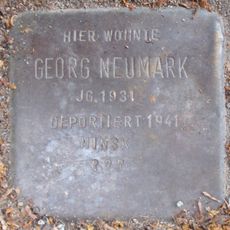 HIER WOHNTE
GEORG NEUMARK
JG. 1931
DEPORTIERT 1941
MINSK
???